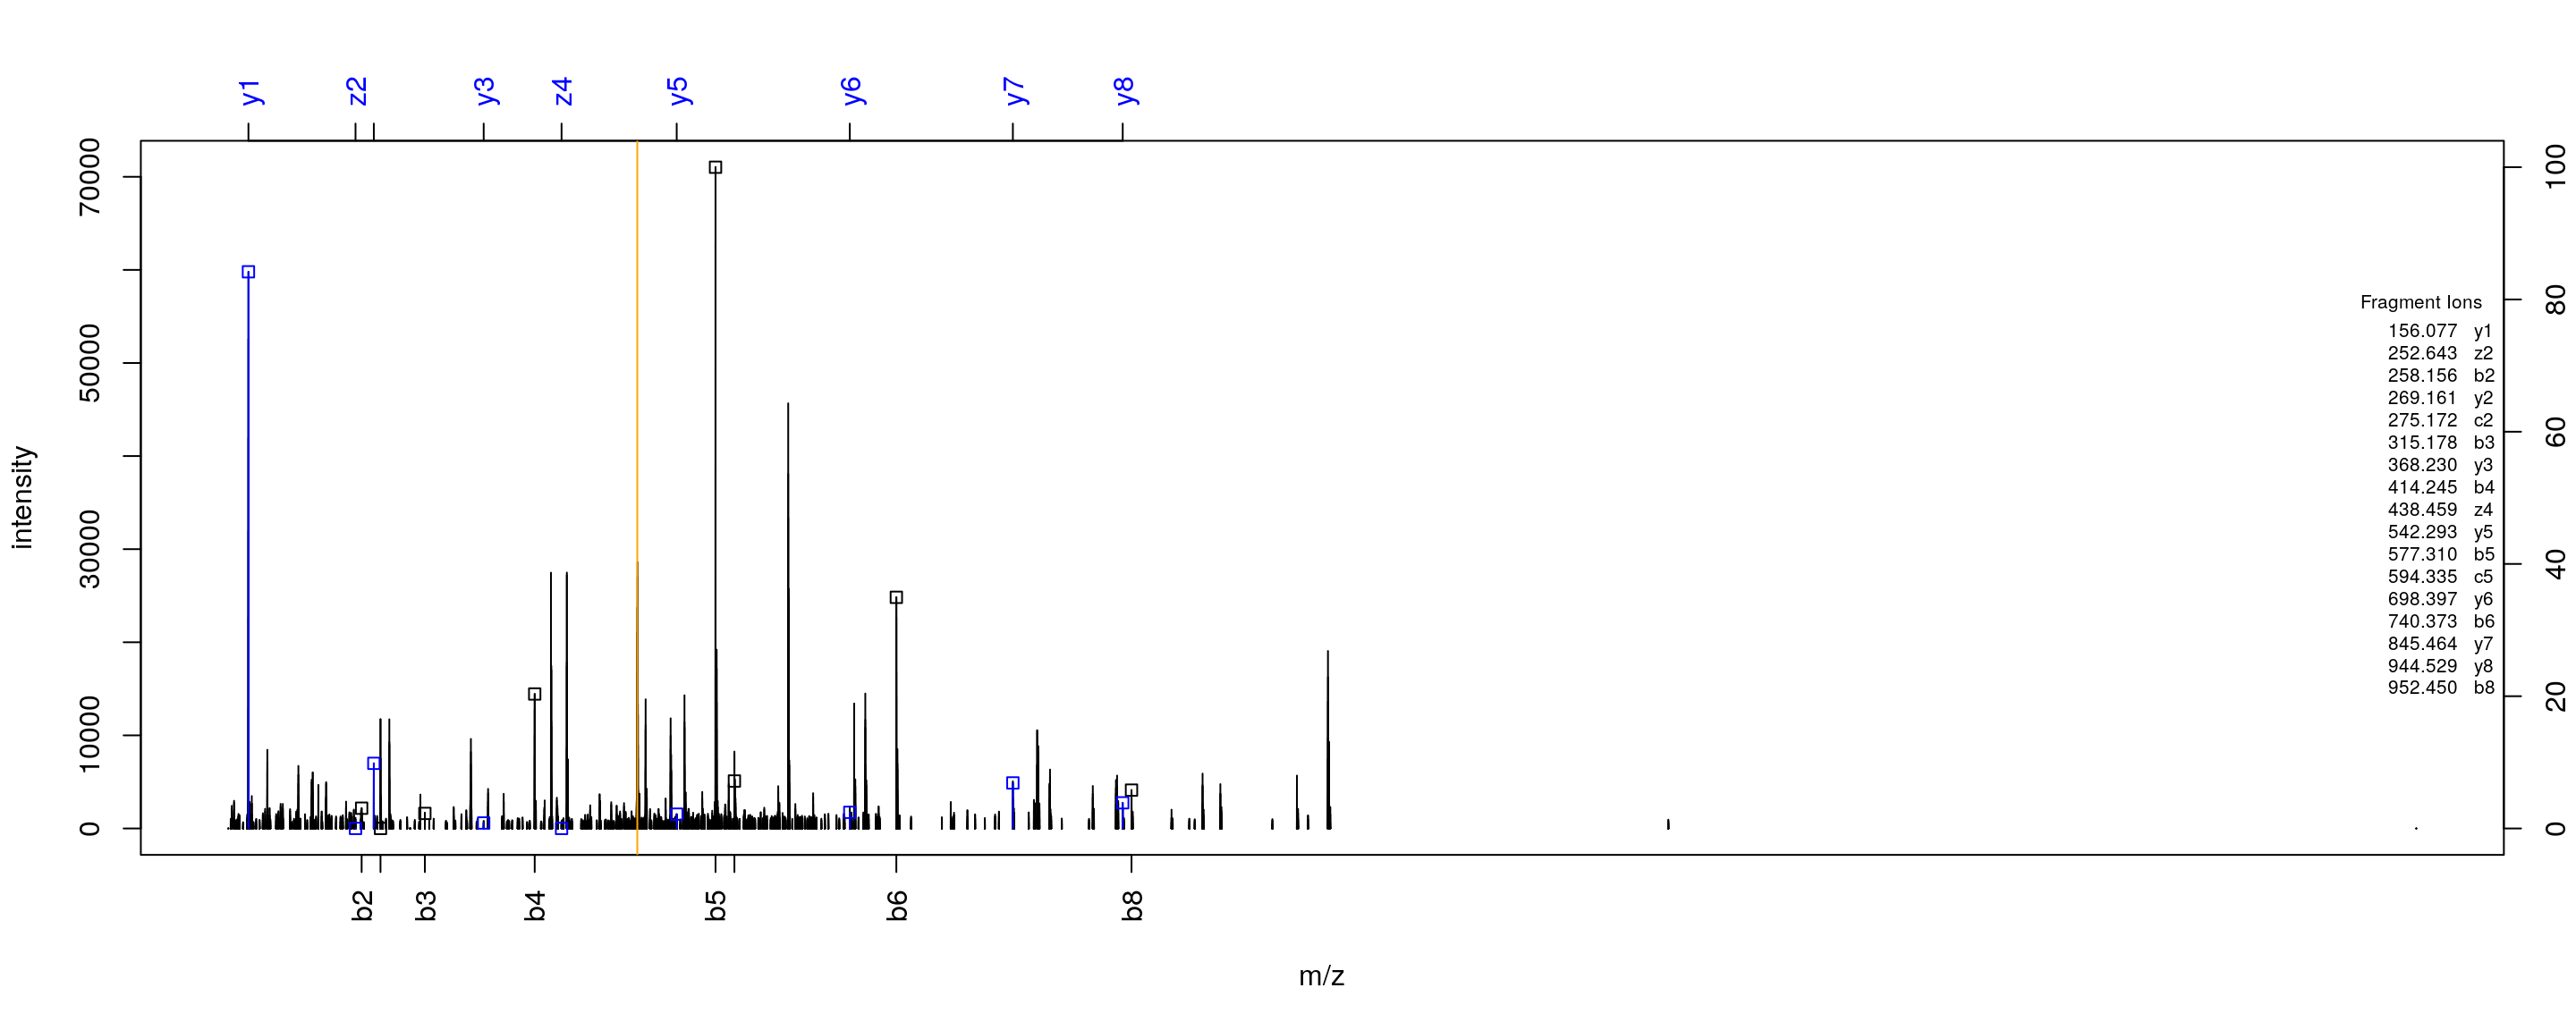 y1 z2 y3 z4 y5 y6 y7 y8
70000
50000
30000
10000
0
intensity
100
80
60
40
20
0
Fragment Ions
156.077 y1
252.643 z2
258.156 b2
269.161 y2
275.172 c2
315.178 b3
368.230 y3
414.245 b4
438.459 z4
542.293 y5
577.310 b5
594.335 c5
698.397 y6
740.373 b6
845.464 y7
944.529 y8
952.450 b8
b2 b3 b4 b5 b6 b8
m/z